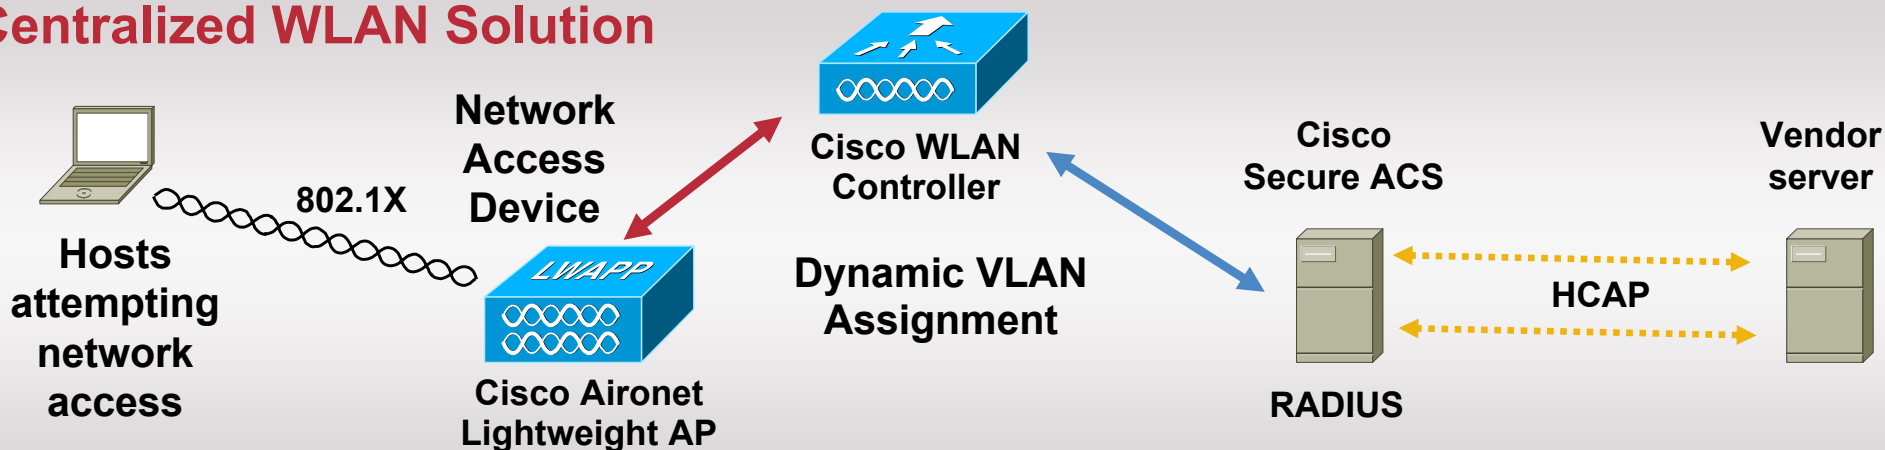 Centralized WLAN Solution
Network
Access
Device
802.1X
Hosts
attempting
network
access
LWAPP
Cisco Aironet
Lightweight AP
Cisco WLAN
Controller
Dynamic VLAN
Assignment
Cisco
Secure ACS
RADIUS
HCAP
Vendor
server